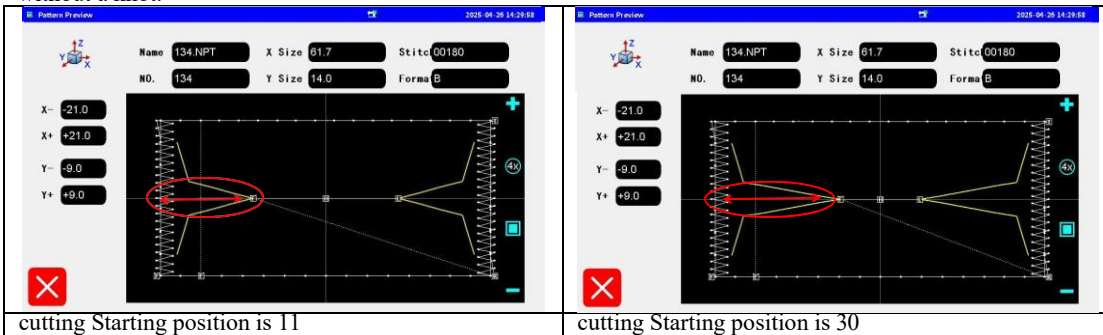 without a knot.
Pattern Preview 2025-04-26 14:29:58
Z
Y X
Name 134.NPT X Size 61.7 Stitc 00180
NO. 134 Y Size 14.0 Forma B
X- -21.0
X+ +21.0
Y- -9.0
Y+ +9.0
4X
cutting Starting position is 11
Pattern Preview 2025-04-26 14:29:58
Z
Y X
Name 134.NPT X Size 61.7 Stitc 00180
NO. 134 Y Size 14.0 Forma B
X- -21.0
X+ +21.0
Y- -9.0
Y+ +9.0
4X
cutting Starting position is 30